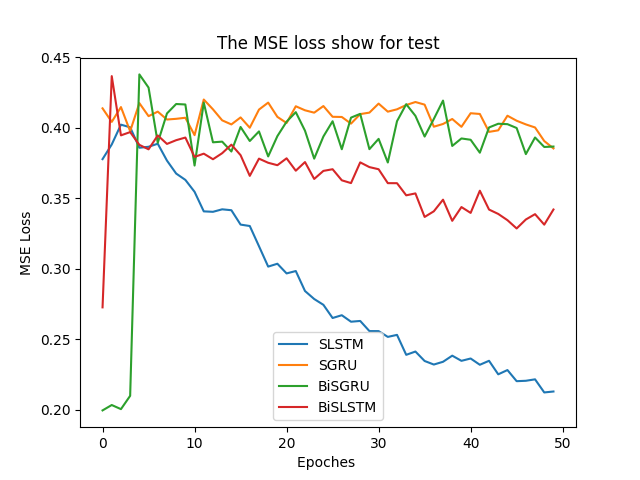 The MSE loss show for test
0.45
0.40
0.35
0.30
0.25
0.20
MSE Loss
SLSTM
SGRU
BiSGRU
BiSLSTM
0 10 20 30 40 50
Epoches